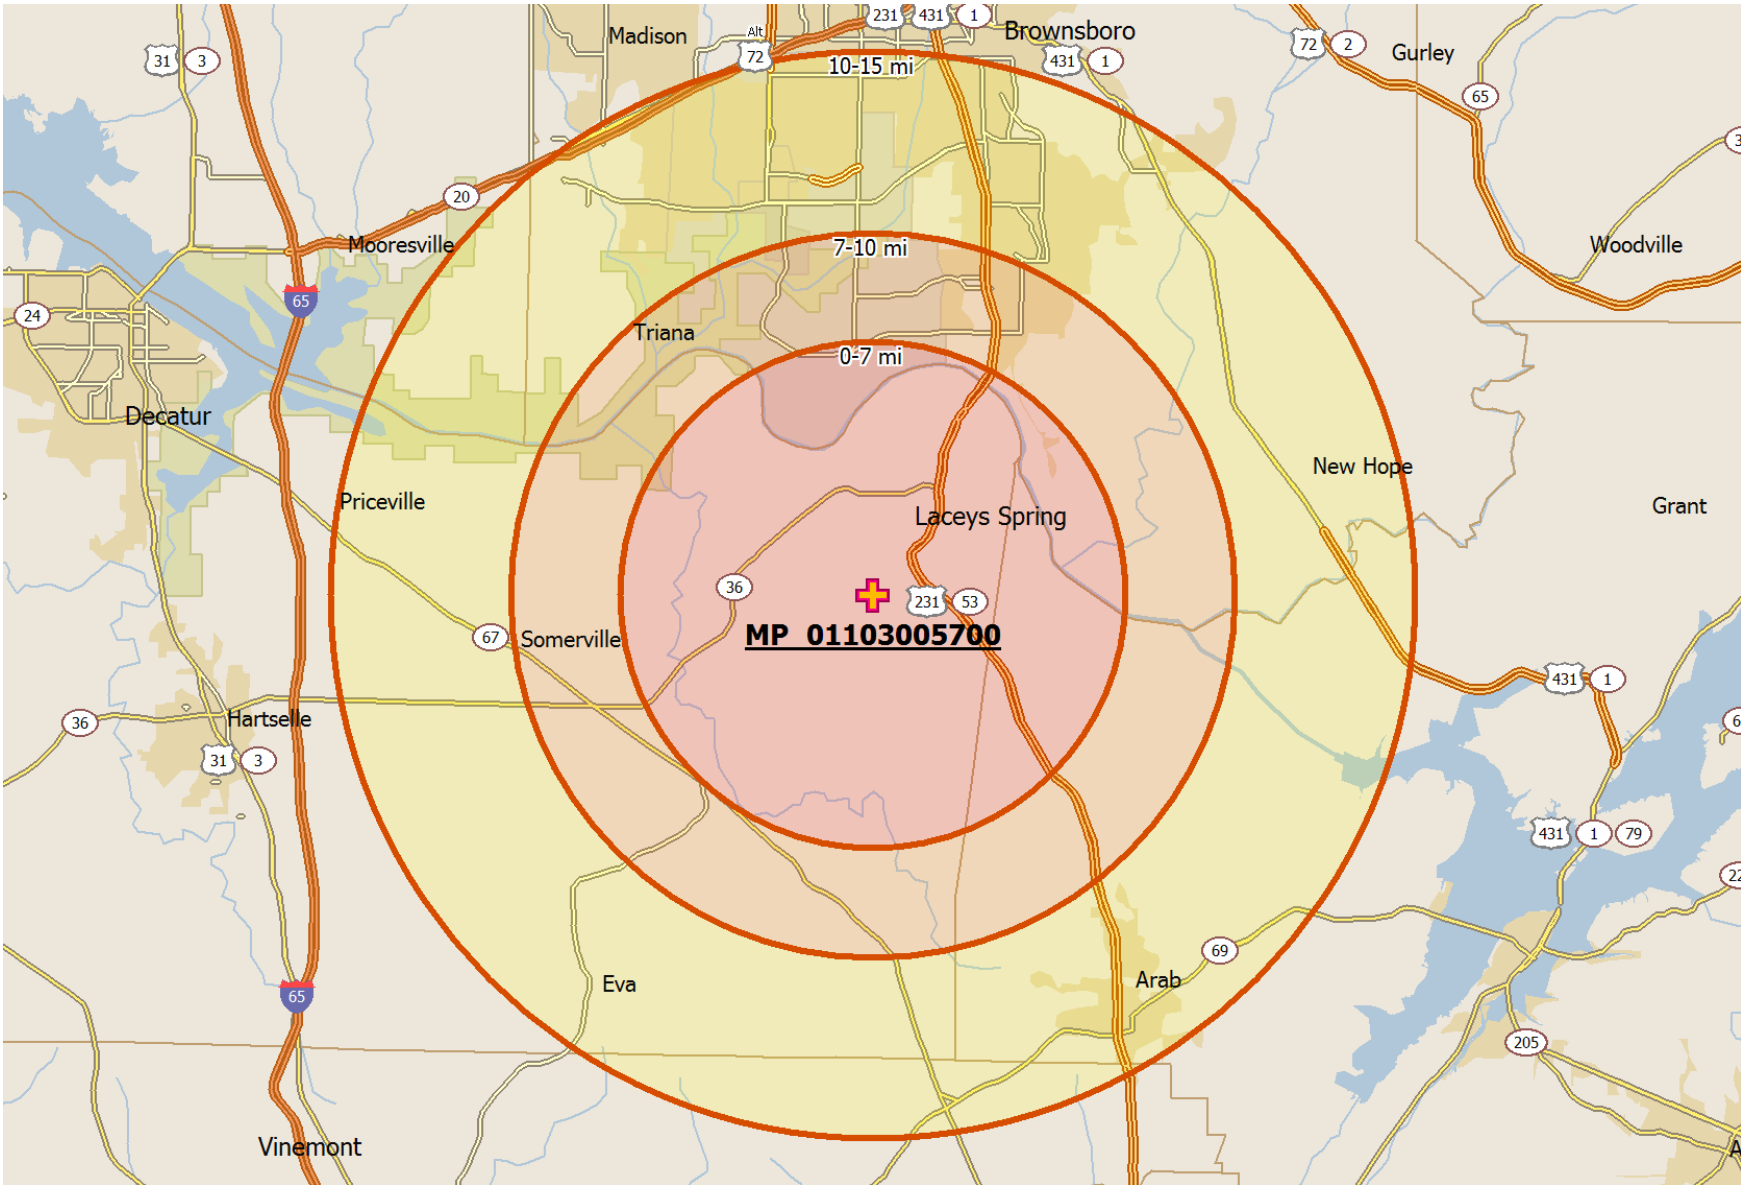 231 431 1
Brownsboro
Madison
Alt
72
31 3
72 2
Gurley
431 1
10-15 mi
65
20
Mooresville
7-10 mi
Woodville
65
24
Triana
0-7 mi
Decatur
New Hope
Priceville
Grant
Laceys Spring
36
231 53
MP_01103005700
67
Somerville
431 1
36
Hartselle
31 3
431 1 79
69
Eva
Arab
65
205
Vinemont